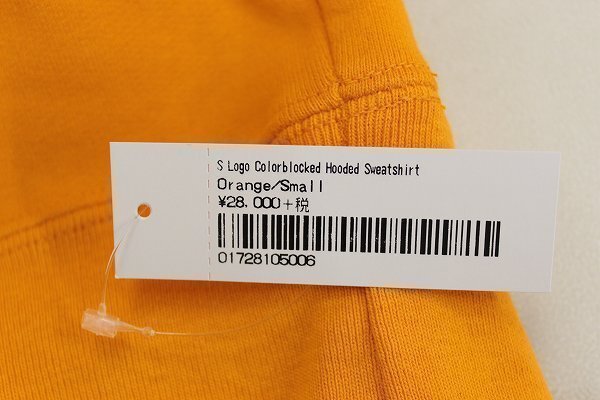 S Logo Colorblocked Hooded Sweatshirt
Orange/Small
¥28,000+税
01728105006